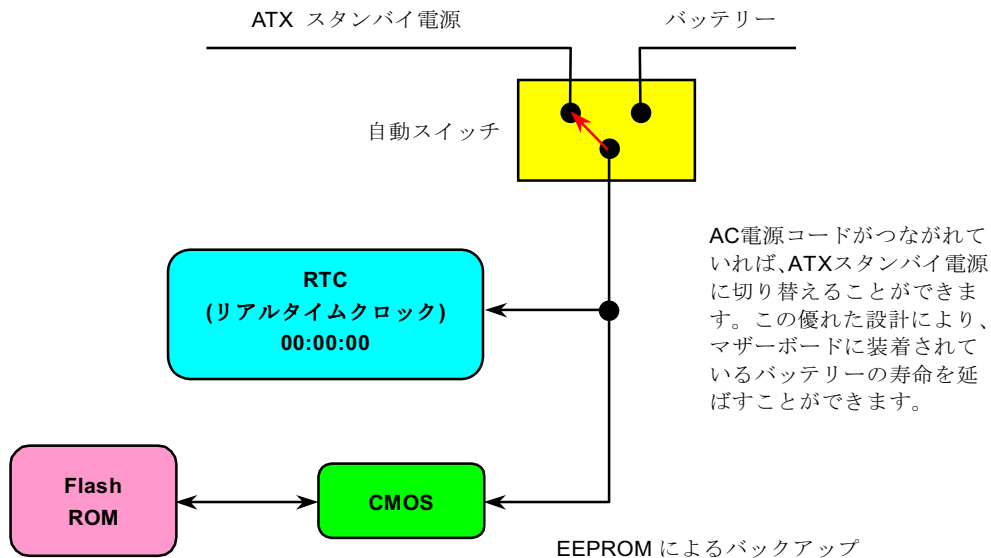 ATX スタンバイ電源
バッテリー
自動スイッチ
AC電源コードがつながれて
いれば、ATXスタンバイ電源
に切り替えることができま
す。この優れた設計により、
マザーボードに装着されて
いるバッテリーの寿命を延
ばすことができます。
RTC
(リアルタイムクロック)
00:00:00
Flash
ROM
CMOS
EEPROM によるバックアップ